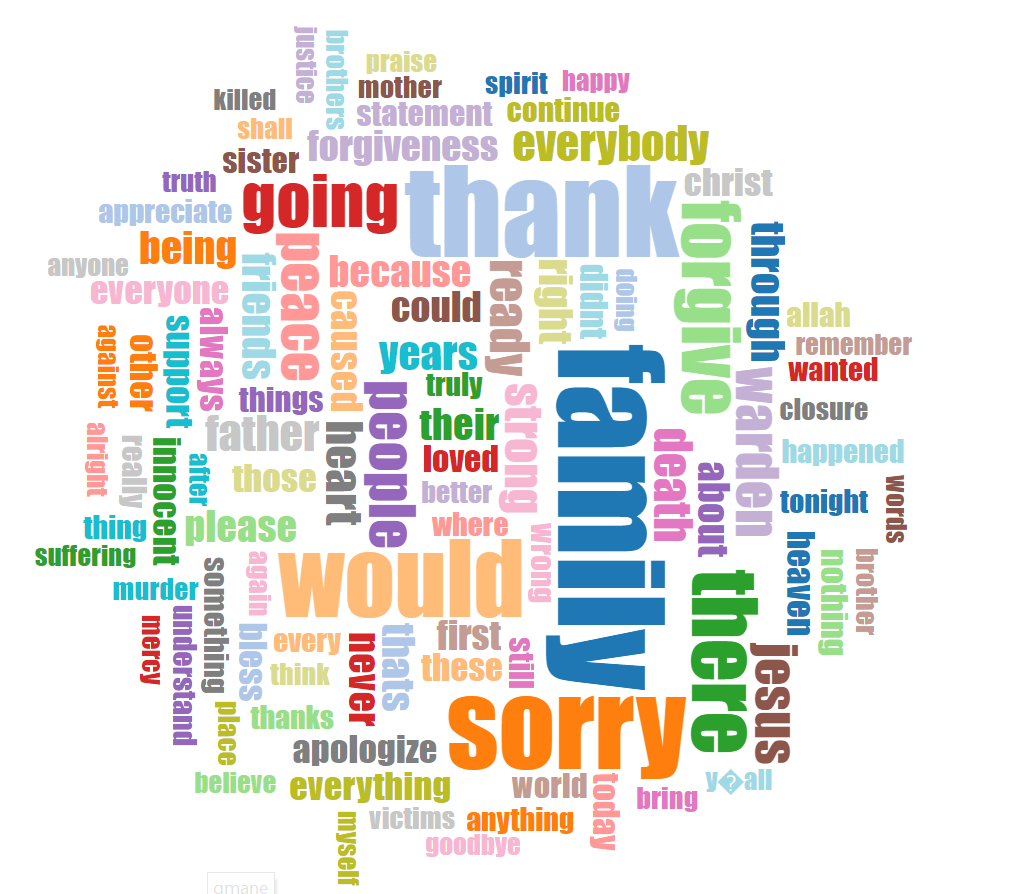 justice
brothers
praise
mother
spirit
happy
killed
statement
continue
shall
forgiveness
everybody
sister
truth
going
thank
christ
appreciate
being
peace
because
forgive
through
anyone
everyone
friends
caused
could
ready
right
didnt
doing
allah
remember
wanted
against
other
support
always
things
years
truly
their
loved
people
strong
family
warden
closure
father
heart
death
happened
alright
really
innocent
after
those
better
where
about
tonight
words
thing
please
suffering
would
wrong
there
heaven
nothing
brother
murder
something
again
mercy
understand
bless
every
think
never
thats
first
these
still
jesus
place
thanks
apologize
sorry
believe
everything
world
today
bring
y�all
myself
victims
anything
goodbye
gmane